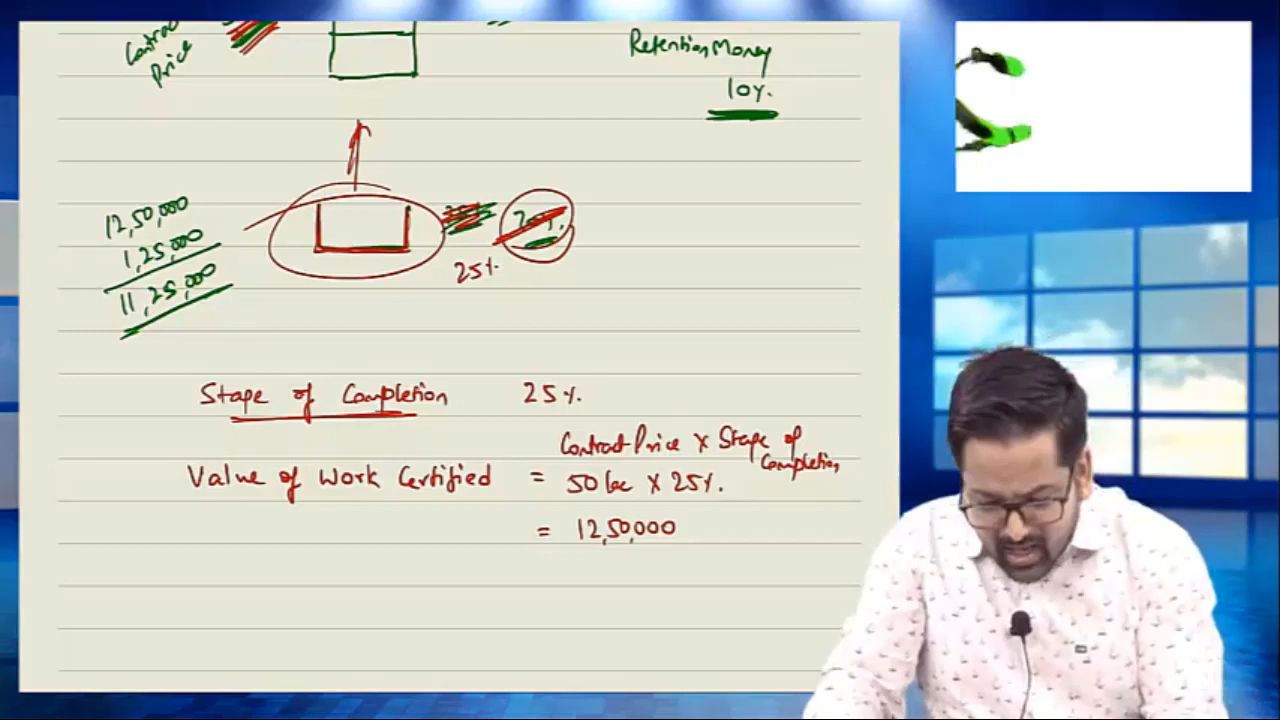 Contract
Price
Retention Money
10%.
12,50,000
1,25,000
11,25,000
25%.
Stage of Completion 25%.
Contract Price x Stage of
Completion
Value of Work Certified = 50 lac x 25%.
= 12,50,000